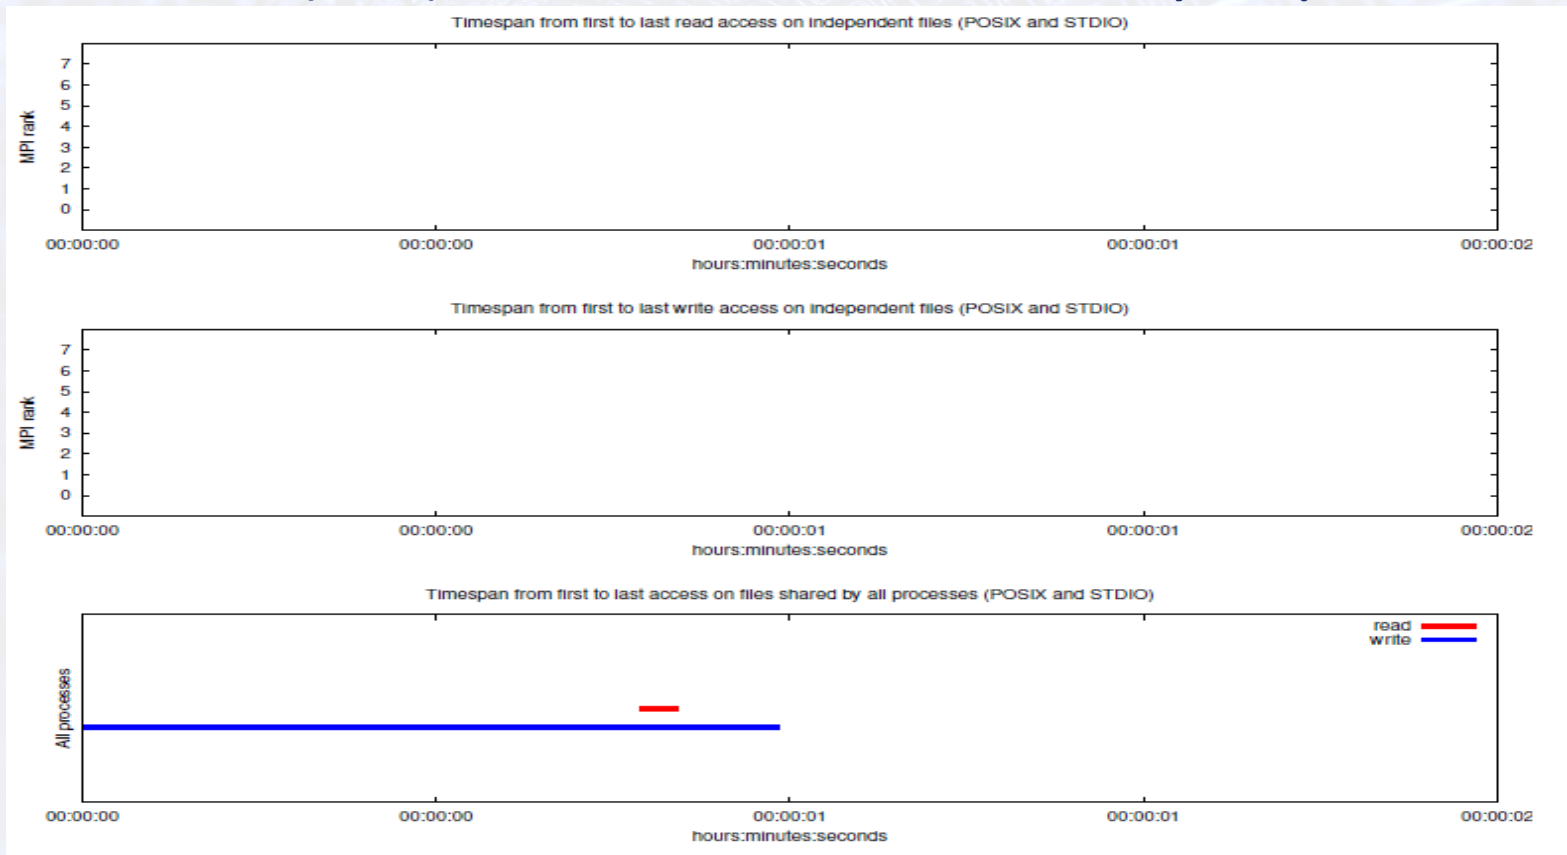 Timespan from first to last read access on independent files (POSIX and STDIO)
MPI rank
7
6
5
4
3
2
1
0
00:00:00 00:00:00 00:00:01 00:00:01 00:00:02
hours:minutes:seconds
Timespan from first to last write access on independent files (POSIX and STDIO)
MPI rank
7
6
5
4
3
2
1
0
00:00:00 00:00:00 00:00:01 00:00:01 00:00:02
hours:minutes:seconds
Timespan from first to last access on files shared by all processes (POSIX and STDIO)
All processes
read
write
00:00:00 00:00:00 00:00:01 00:00:01 00:00:02
hours:minutes:seconds